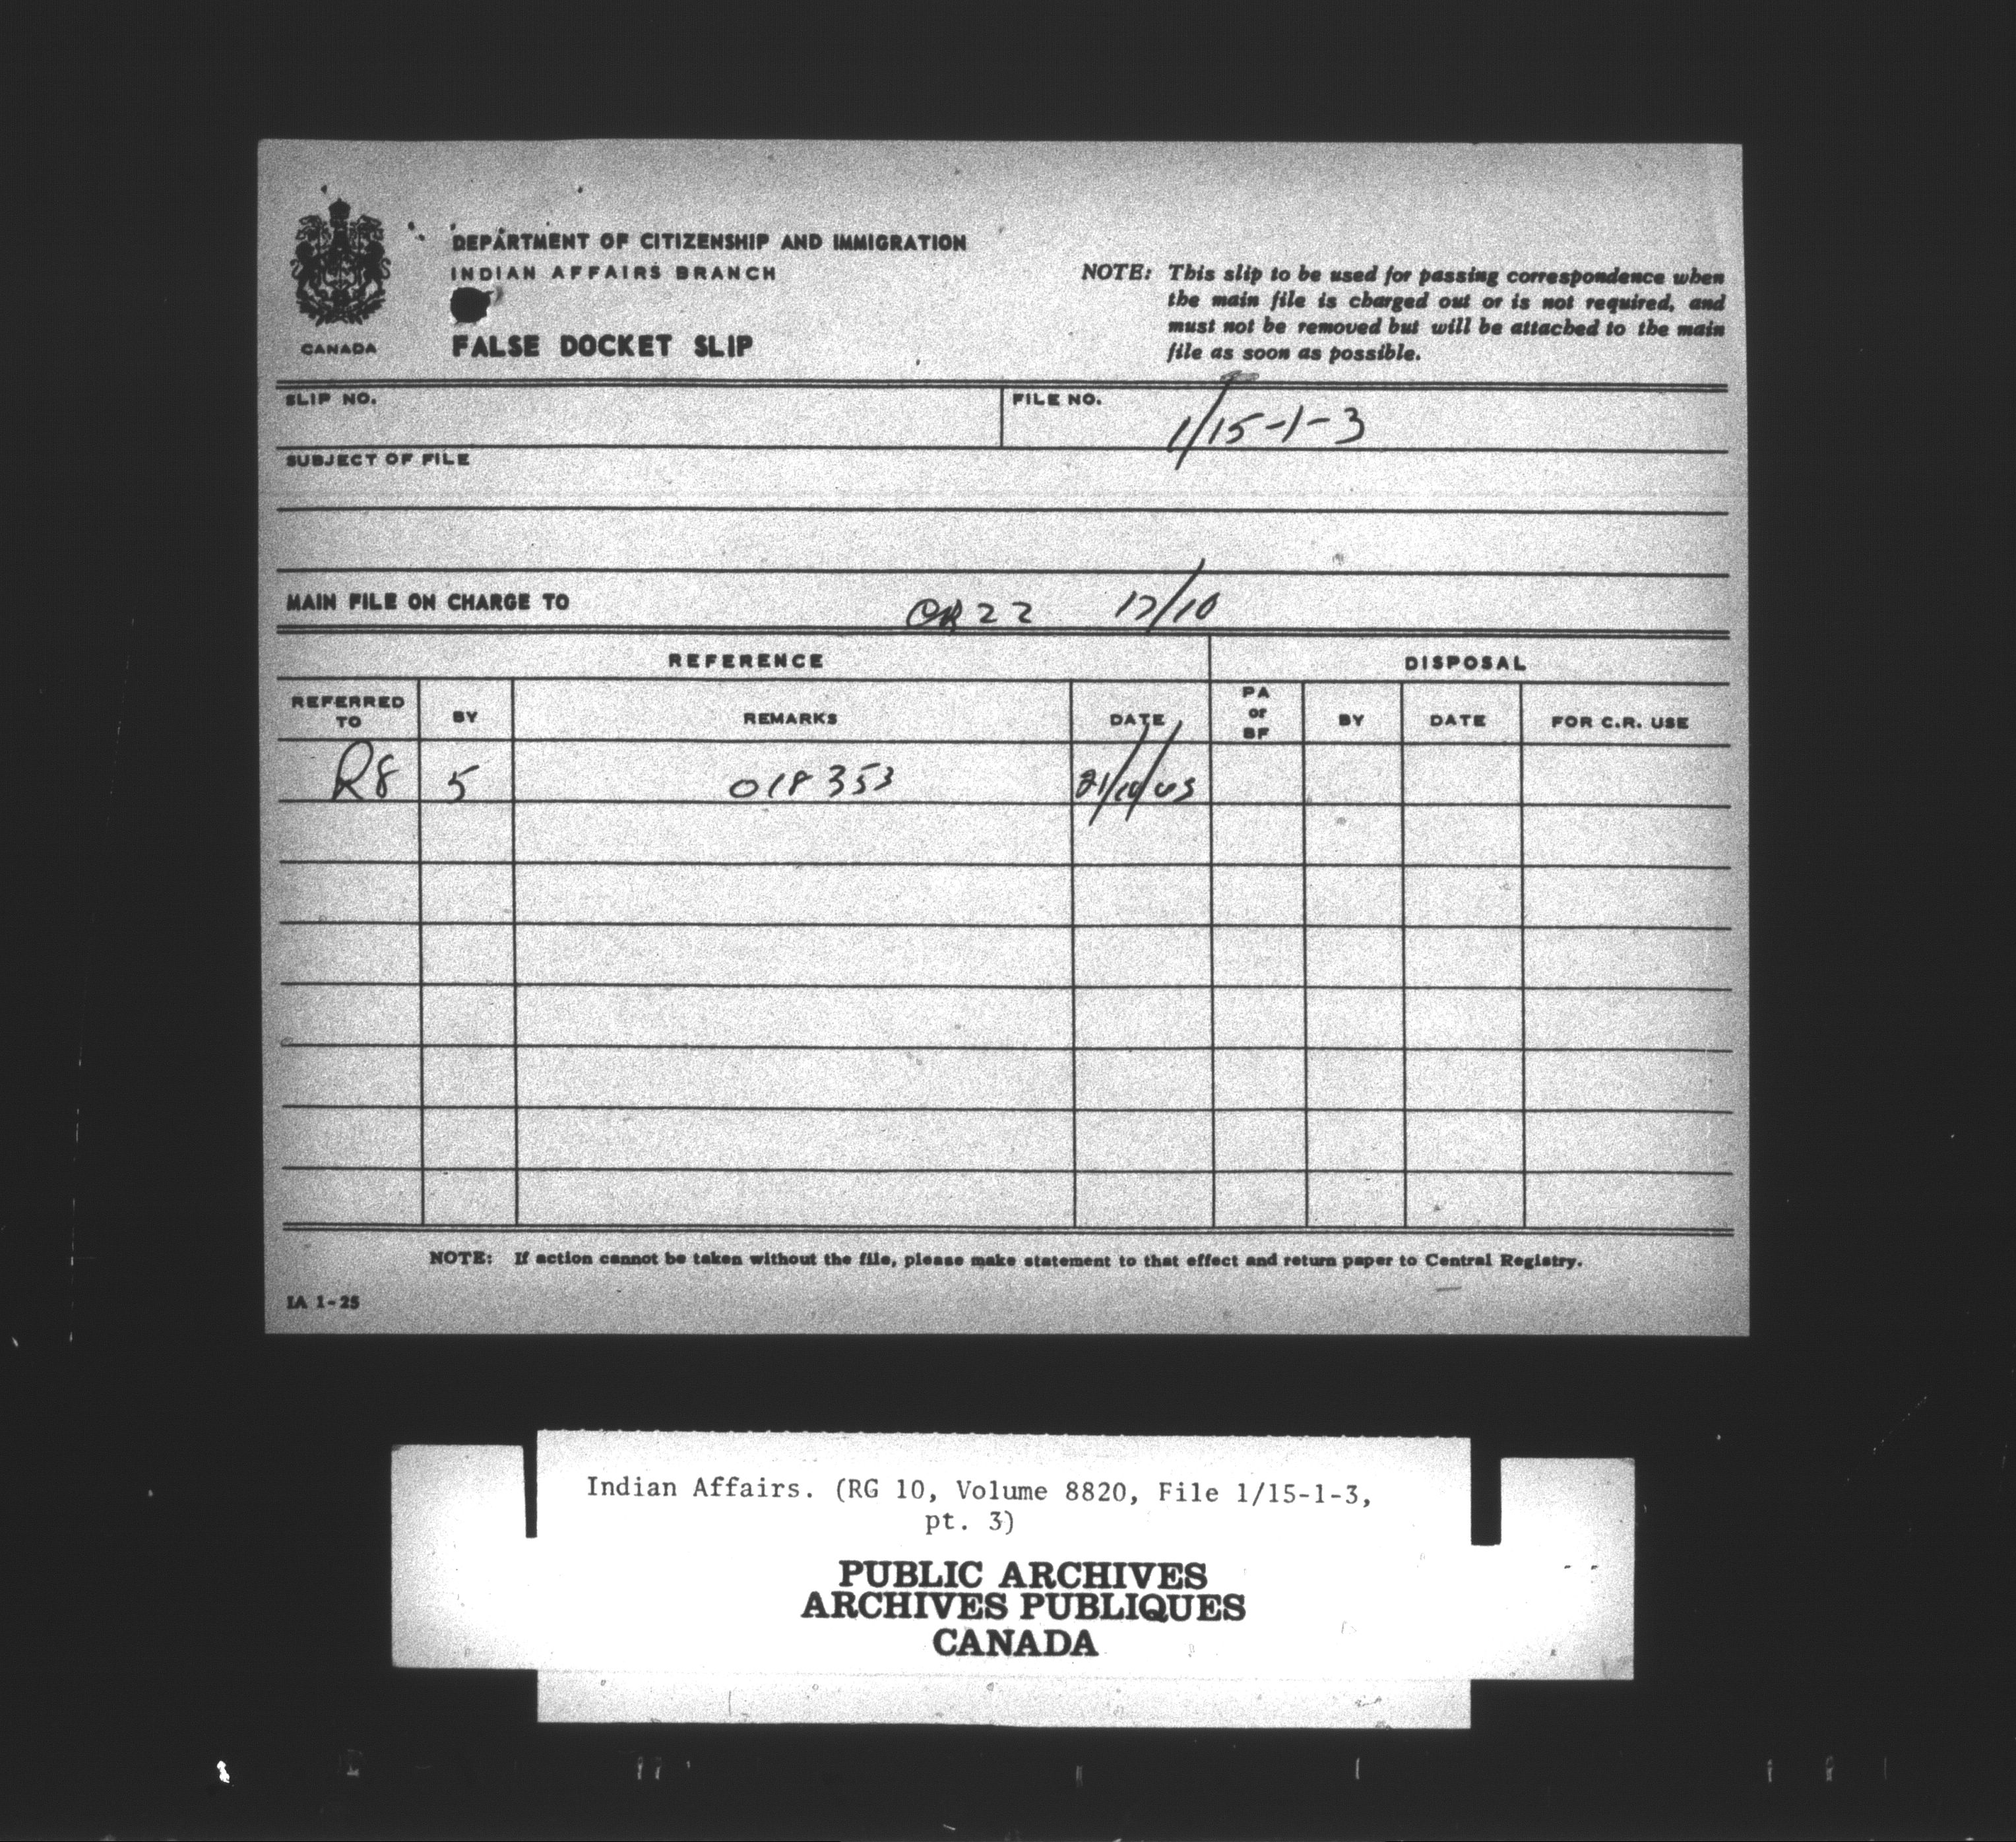 DEPARTMENT OF CITIZENSHIP AND IMMIGRATION
INDIAN AFFAIRS BRANCH
FALSE DOCKET SLIP
CANADA
NOTE: This slip to be used for passing correspondence when
the main file is charged out or is not required, and
must not be removed but will be attached to the main
file as soon as possible.
SLIP NO.
FILE NO. 1/15-1-3
SUBJECT OF FILE
MAIN FILE ON CHARGE TO 22 17/10
REFERENCE DISPOSAL
REFERRED TO BY REMARKS DATE PA or BF BY DATE FOR C.R. USE
R8 5 018353
NOTE: If action cannot be taken without the file, please make statement to that effect and return paper to Central Registry.
IA 1-25
Indian Affairs. (RG 10, Volume 8820, File 1/15-1-3,
pt. 3)
PUBLIC ARCHIVES
ARCHIVES PUBLIQUES
CANADA